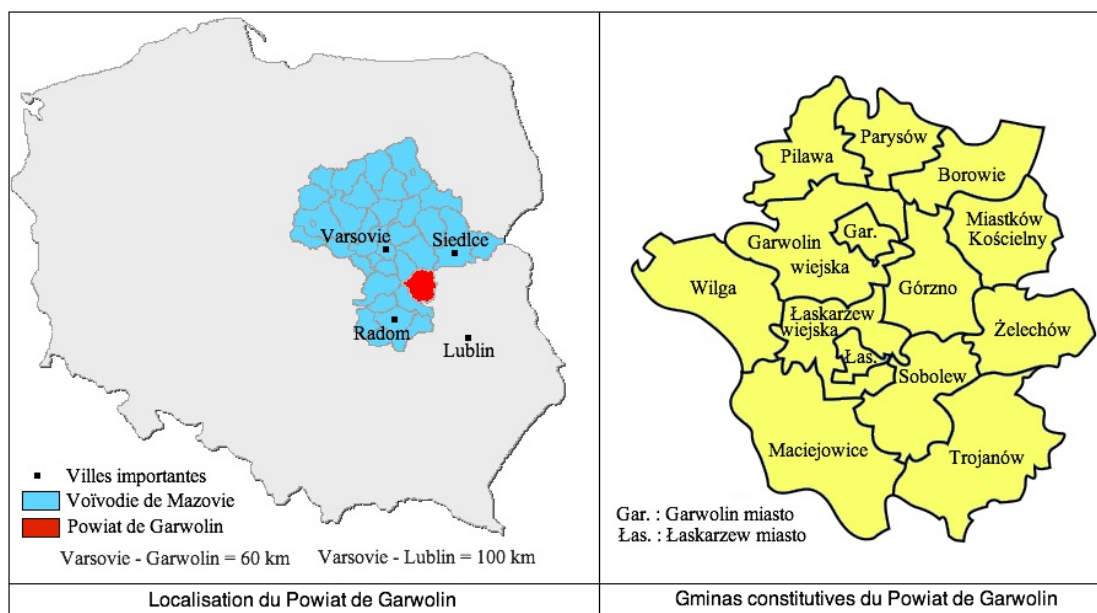 Varsovie
Siedlce
Radom
Lublin
Villes importantes
Voïvodie de Mazovie
Powiat de Garwolin
Varsovie - Garwolin = 60 km
Varsovie - Lublin = 100 km
Localisation du Powiat de Garwolin
Parysów
Pilawa
Borowie
Miastków
Kościelny
Gar.
Garwolin
wiejska
Wilga
Górzno
Łaskarzew
wiejska
Żelechów
Łas.
Sobolew
Maciejowice
Trojanów
Gar. : Garwolin miasto
Łas. : Łaskarzew miasto
Gminas constitutives du Powiat de Garwolin